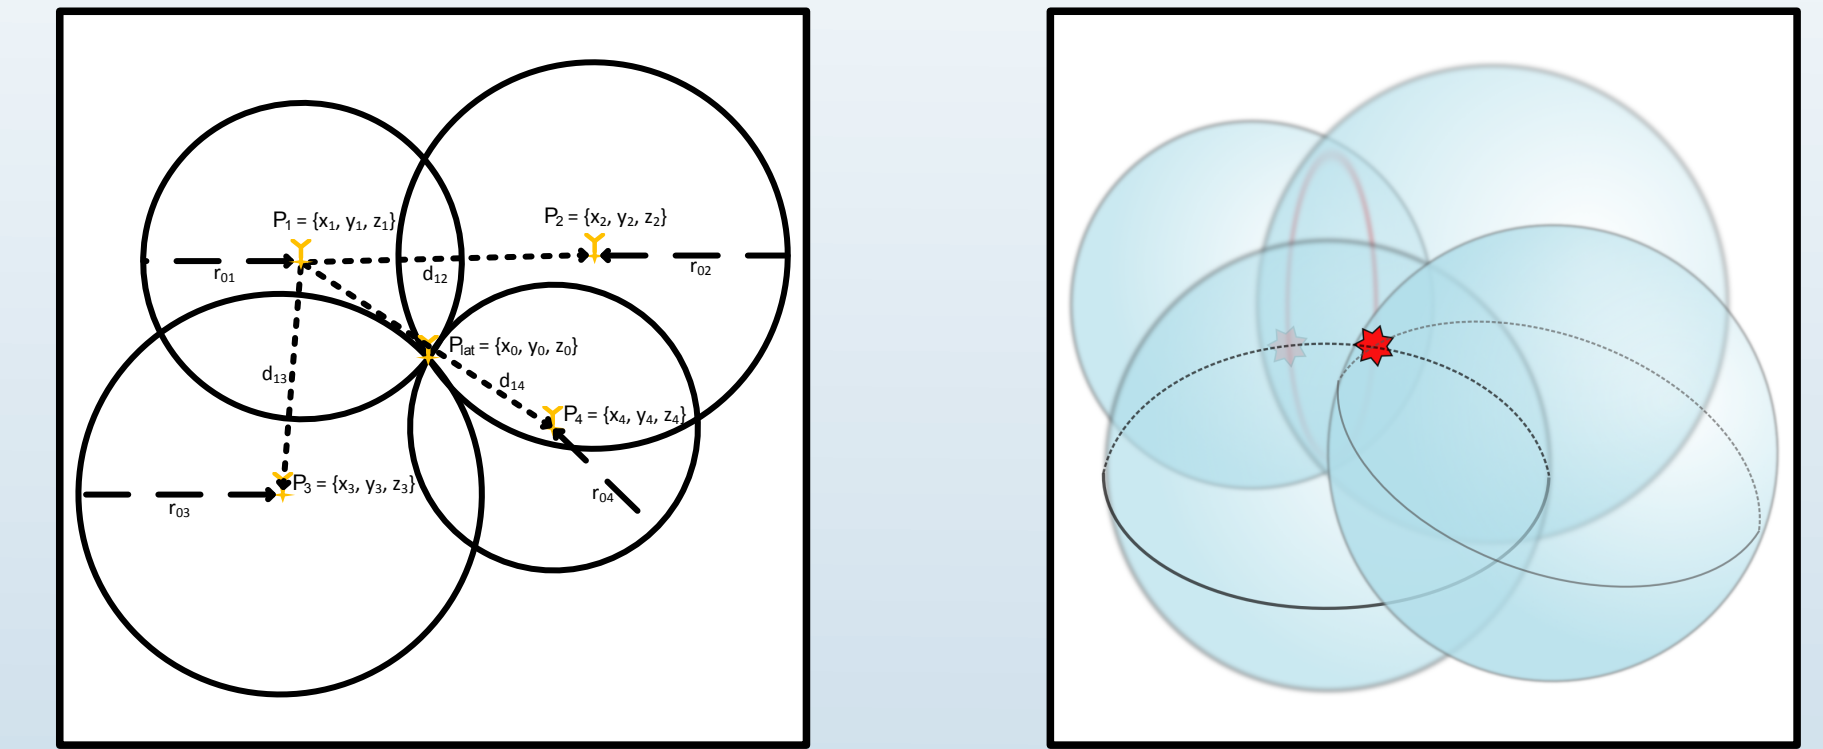 P₁ = {x₁, y₁, z₁}
P₂ = {x₂, y₂, z₂}
r₀₁
d₁₂
r₀₂
Pₗₐₜ = {x₀, y₀, z₀}
d₁₃
d₁₄
P₄ = {x₄, y₄, z₄}
P₃ = {x₃, y₃, z₃}
r₀₃
r₀₄